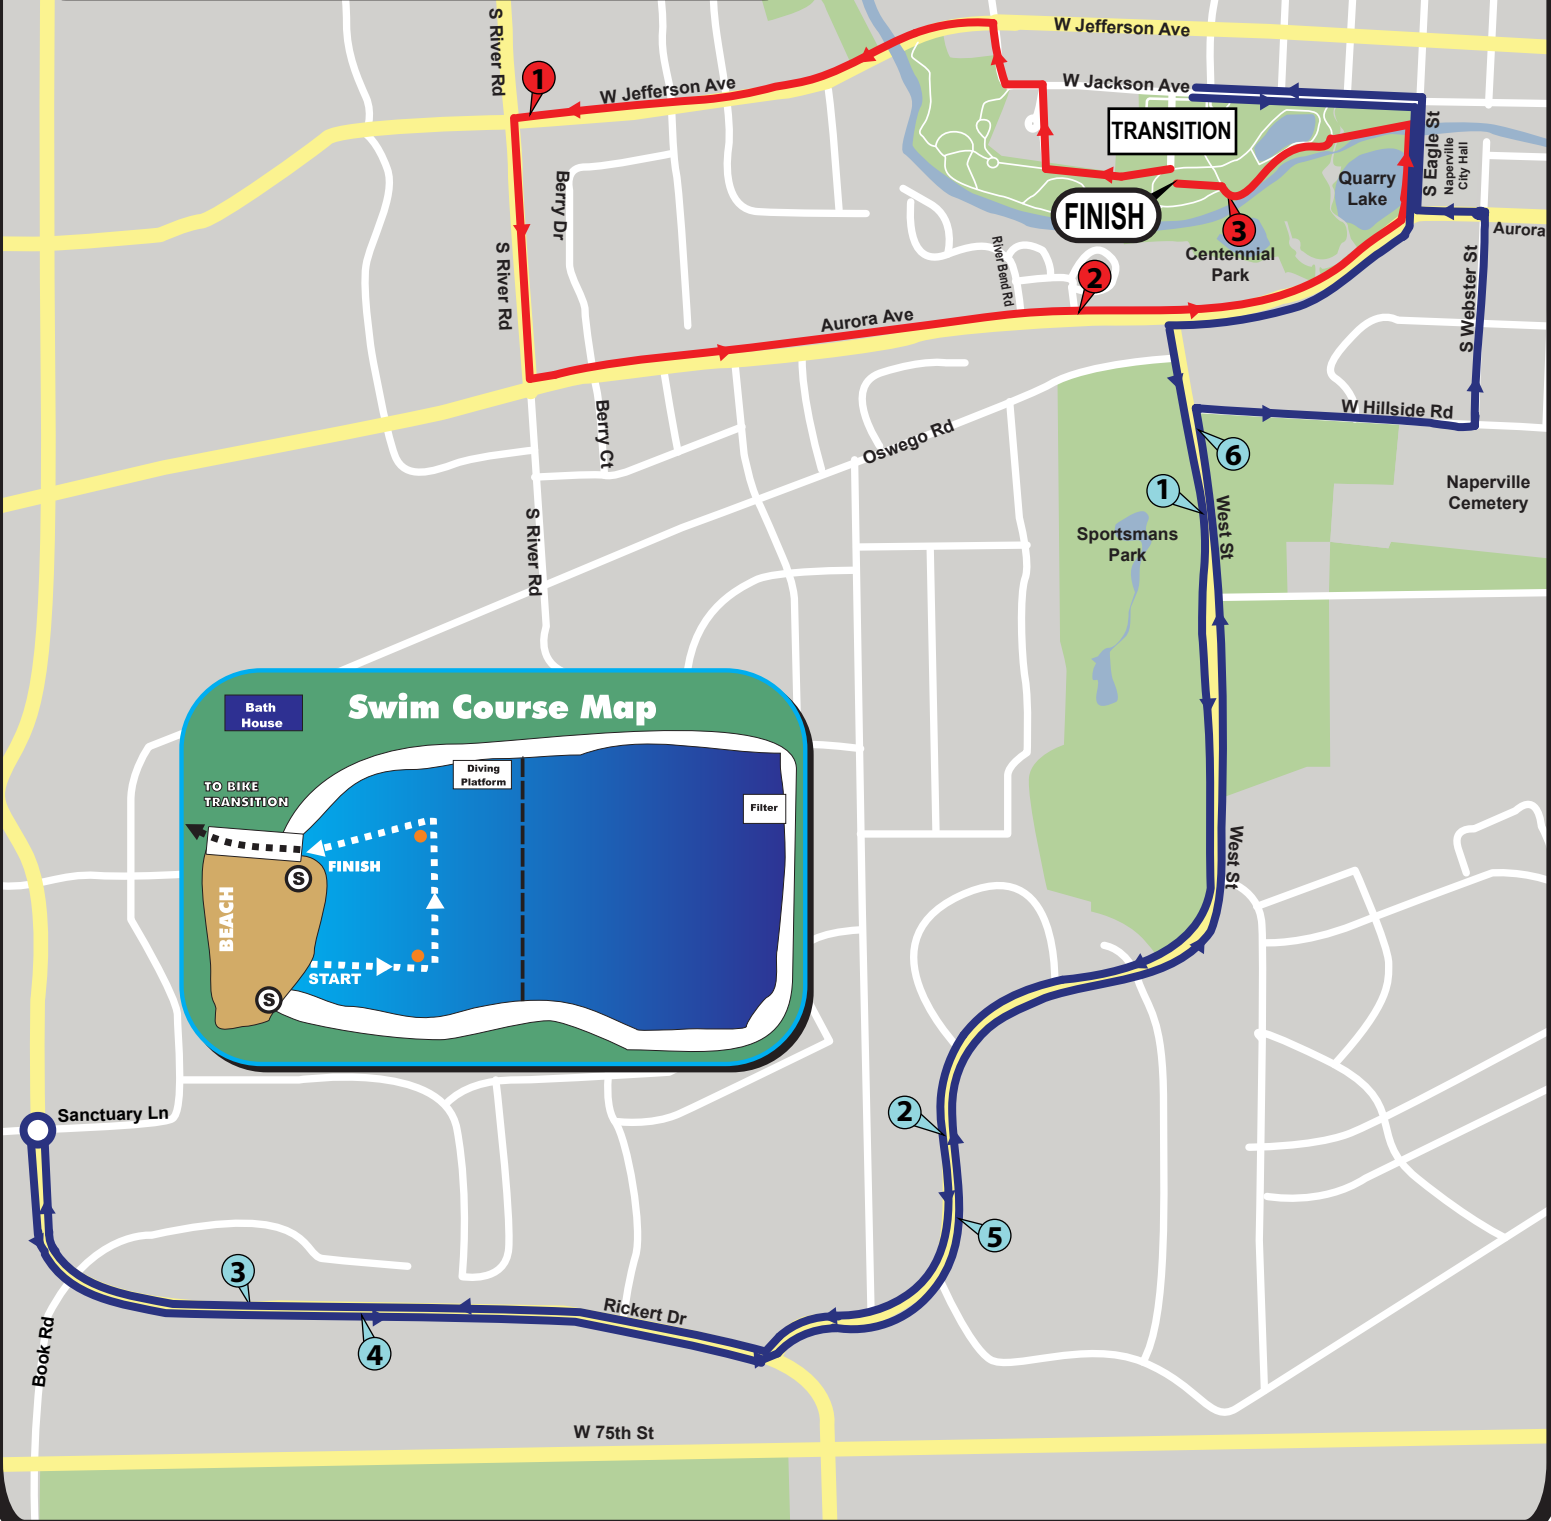 W Jefferson Ave
S River Rd
1
W Jefferson Ave
W Jackson Ave
TRANSITION
S Eagle St
Naperville
City Hall
Quarry
Lake
Berry Dr
FINISH
3
Aurora
Centennial
Park
S River Rd
River Bend Rd
2
Aurora Ave
S Webster St
W Hillside Rd
Berry Ct
Oswego Rd
6
1
Naperville
Cemetery
West St
Sportsmans
Park
S River Rd
Swim Course Map
Bath
House
Diving
Platform
TO BIKE
TRANSITION
Filter
FINISH
S
BEACH
START
S
West St
Sanctuary Ln
2
5
3
Rickert Dr
4
Book Rd
W 75th St